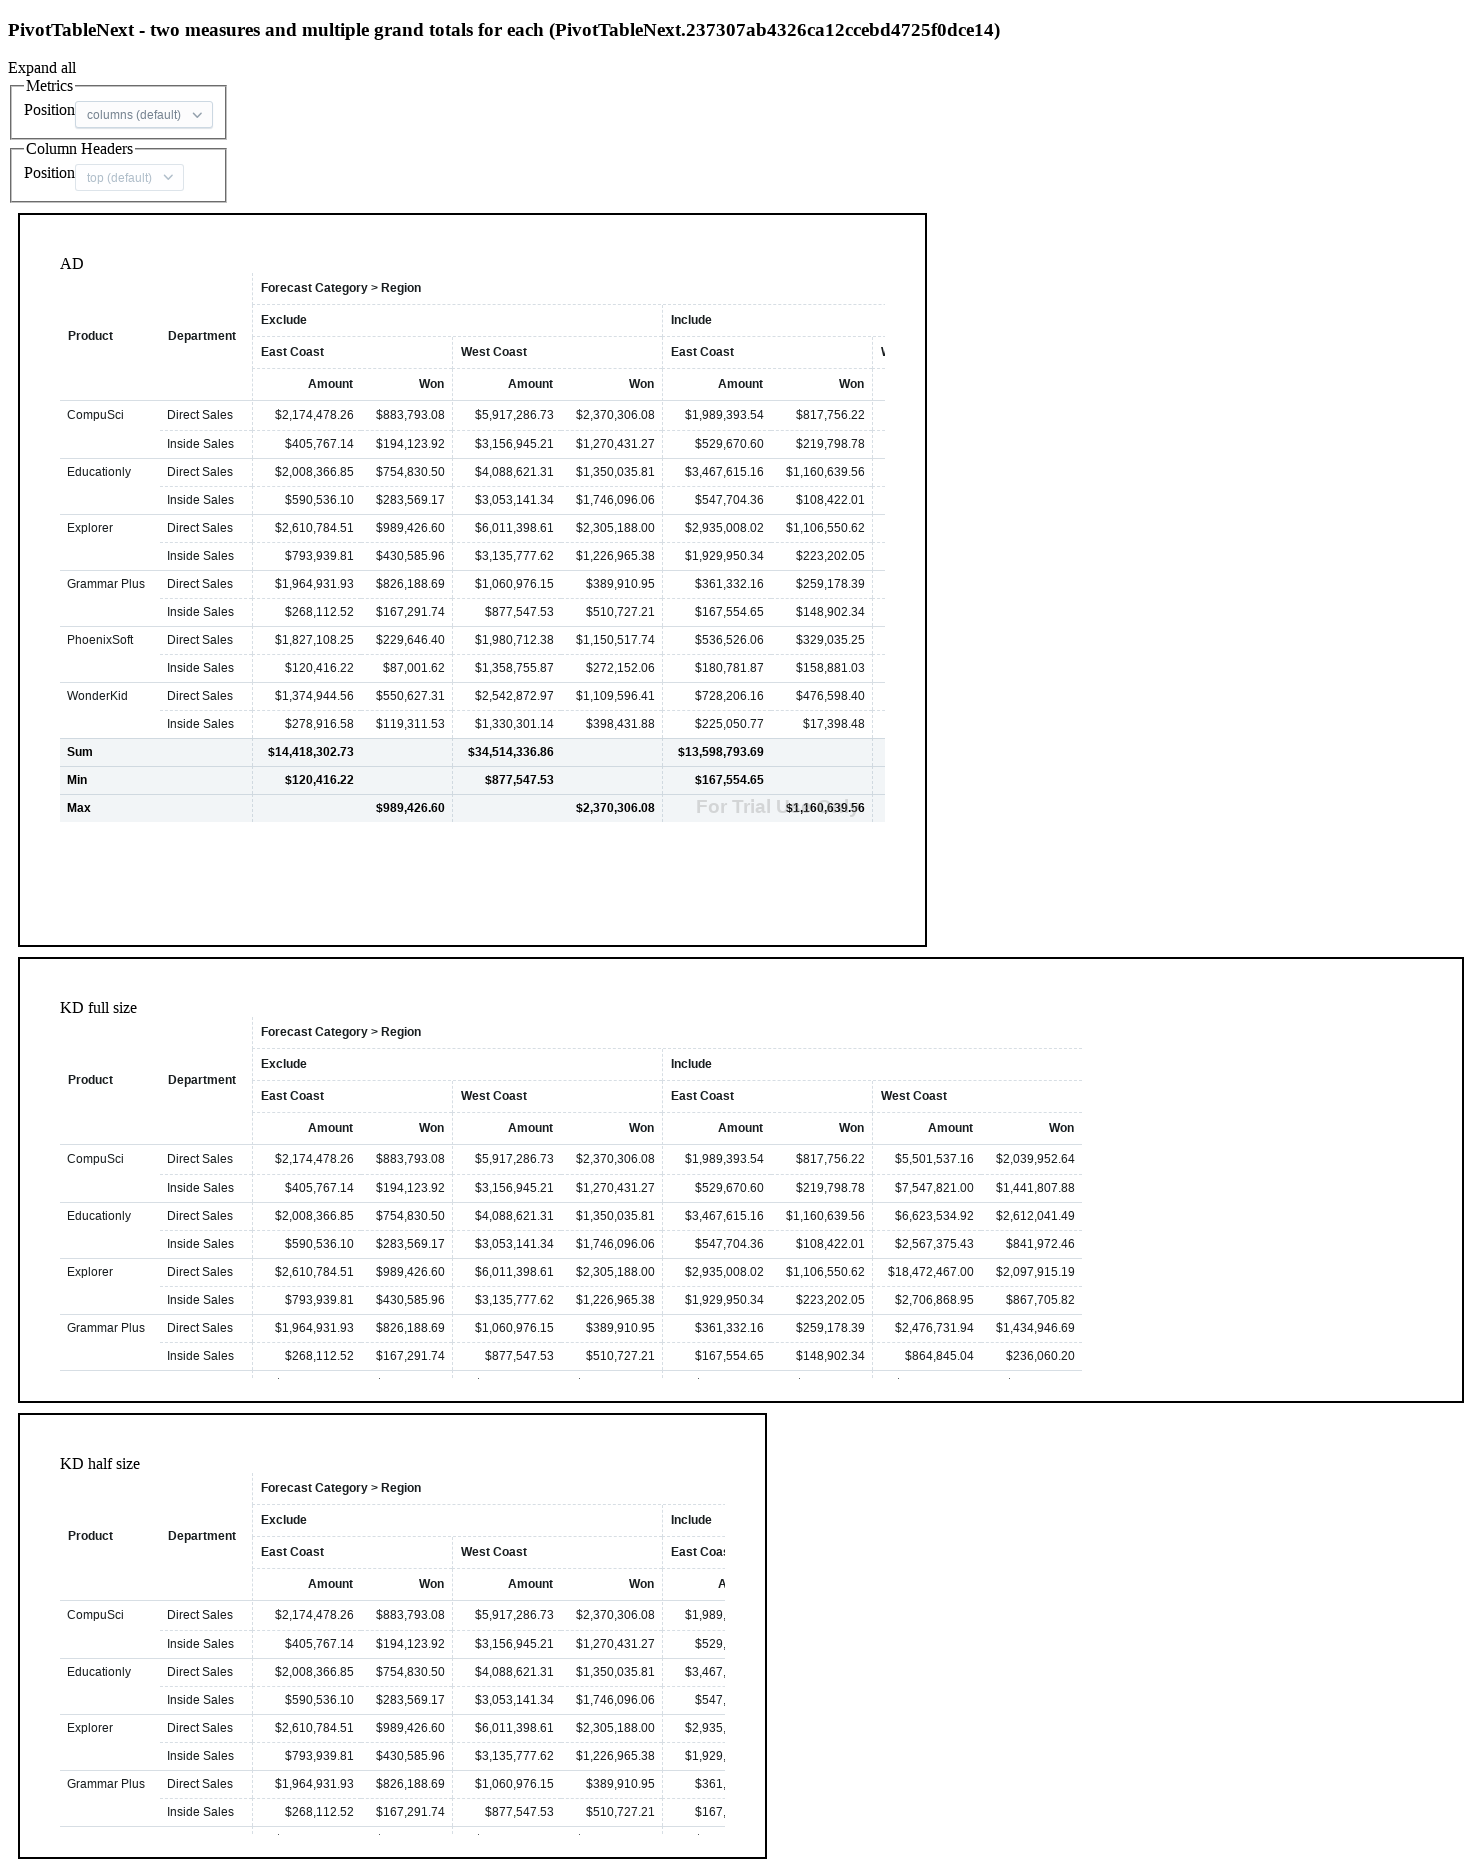 PivotTableNext - two measures and multiple grand totals for each (PivotTableNext.237307ab4326ca12ccebd4725f0dce14)
Expand all
Metrics
Position columns (default)
Column Headers
Position top (default)
AD
Forecast Category > Region
Product Department Exclude Include
East Coast West Coast East Coast
Amount Won Amount Won Amount Won
CompuSci Direct Sales $2,174,478.26 $883,793.08 $5,917,286.73 $2,370,306.08 $1,989,393.54 $817,756.22
Inside Sales $405,767.14 $194,123.92 $3,156,945.21 $1,270,431.27 $529,670.60 $219,798.78
Educationly Direct Sales $2,008,366.85 $754,830.50 $4,088,621.31 $1,350,035.81 $3,467,615.16 $1,160,639.56
Inside Sales $590,536.10 $283,569.17 $3,053,141.34 $1,746,096.06 $547,704.36 $108,422.01
Explorer Direct Sales $2,610,784.51 $989,426.60 $6,011,398.61 $2,305,188.00 $2,935,008.02 $1,106,550.62
Inside Sales $793,939.81 $430,585.96 $3,135,777.62 $1,226,965.38 $1,929,950.34 $223,202.05
Grammar Plus Direct Sales $1,964,931.93 $826,188.69 $1,060,976.15 $389,910.95 $361,332.16 $259,178.39
Inside Sales $268,112.52 $167,291.74 $877,547.53 $510,727.21 $167,554.65 $148,902.34
PhoenixSoft Direct Sales $1,827,108.25 $229,646.40 $1,980,712.38 $1,150,517.74 $536,526.06 $329,035.25
Inside Sales $120,416.22 $87,001.62 $1,358,755.87 $272,152.06 $180,781.87 $158,881.03
WonderKid Direct Sales $1,374,944.56 $550,627.31 $2,542,872.97 $1,109,596.41 $728,206.16 $476,598.40
Inside Sales $278,916.58 $119,311.53 $1,330,301.14 $398,431.88 $225,050.77 $17,398.48
Sum $14,418,302.73 $34,514,336.86 $13,598,793.69
Min $120,416.22 $877,547.53 $167,554.65
Max $989,426.60 $2,370,306.08 $1,160,639.56
For Trial Use Only
KD full size
Forecast Category > Region
Product Department Exclude Include
East Coast West Coast East Coast West Coast
Amount Won Amount Won Amount Won Amount Won
CompuSci Direct Sales $2,174,478.26 $883,793.08 $5,917,286.73 $2,370,306.08 $1,989,393.54 $817,756.22 $5,501,537.16 $2,039,952.64
Inside Sales $405,767.14 $194,123.92 $3,156,945.21 $1,270,431.27 $529,670.60 $219,798.78 $7,547,821.00 $1,441,807.88
Educationly Direct Sales $2,008,366.85 $754,830.50 $4,088,621.31 $1,350,035.81 $3,467,615.16 $1,160,639.56 $6,623,534.92 $2,612,041.49
Inside Sales $590,536.10 $283,569.17 $3,053,141.34 $1,746,096.06 $547,704.36 $108,422.01 $2,567,375.43 $841,972.46
Explorer Direct Sales $2,610,784.51 $989,426.60 $6,011,398.61 $2,305,188.00 $2,935,008.02 $1,106,550.62 $18,472,467.00 $2,097,915.19
Inside Sales $793,939.81 $430,585.96 $3,135,777.62 $1,226,965.38 $1,929,950.34 $223,202.05 $2,706,868.95 $867,705.82
Grammar Plus Direct Sales $1,964,931.93 $826,188.69 $1,060,976.15 $389,910.95 $361,332.16 $259,178.39 $2,476,731.94 $1,434,946.69
Inside Sales $268,112.52 $167,291.74 $877,547.53 $510,727.21 $167,554.65 $148,902.34 $864,845.04 $236,060.20
KD half size
Forecast Category > Region
Product Department Exclude Include
East Coast West Coast East Coas
Amount Won Amount Won
CompuSci Direct Sales $2,174,478.26 $883,793.08 $5,917,286.73 $2,370,306.08 $1,989,
Inside Sales $405,767.14 $194,123.92 $3,156,945.21 $1,270,431.27 $529,
Educationly Direct Sales $2,008,366.85 $754,830.50 $4,088,621.31 $1,350,035.81 $3,467,
Inside Sales $590,536.10 $283,569.17 $3,053,141.34 $1,746,096.06 $547,
Explorer Direct Sales $2,610,784.51 $989,426.60 $6,011,398.61 $2,305,188.00 $2,935,
Inside Sales $793,939.81 $430,585.96 $3,135,777.62 $1,226,965.38 $1,929,
Grammar Plus Direct Sales $1,964,931.93 $826,188.69 $1,060,976.15 $389,910.95 $361,
Inside Sales $268,112.52 $167,291.74 $877,547.53 $510,727.21 $167,